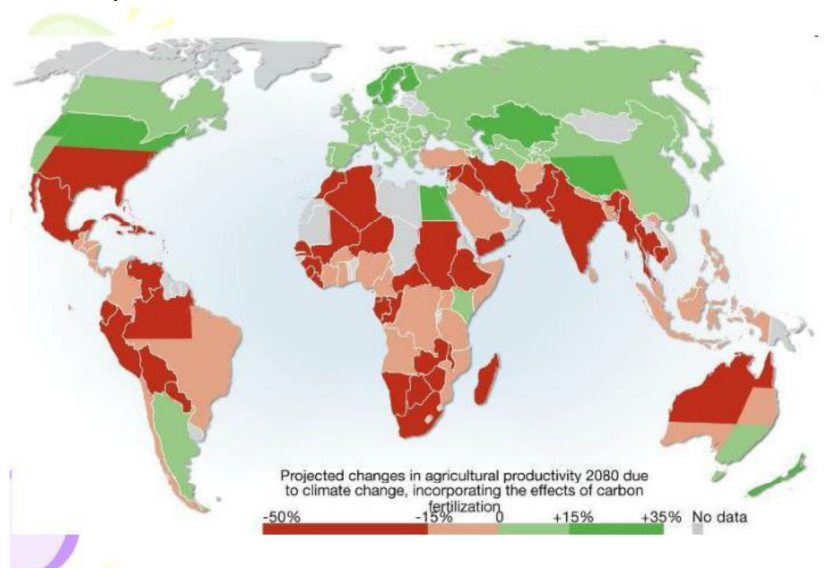 Projected changes in agricultural productivity 2080 due
to climate change, incorporating the effects of carbon
fertilization
-50% -15% 0 +15% +35% No data